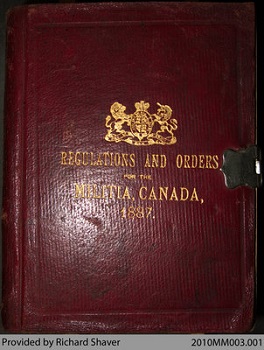 REGULATIONS AND ORDERS
FOR THE
MILITIA, CANADA,
1887.
Provided by Richard Shaver
2010MM003.001